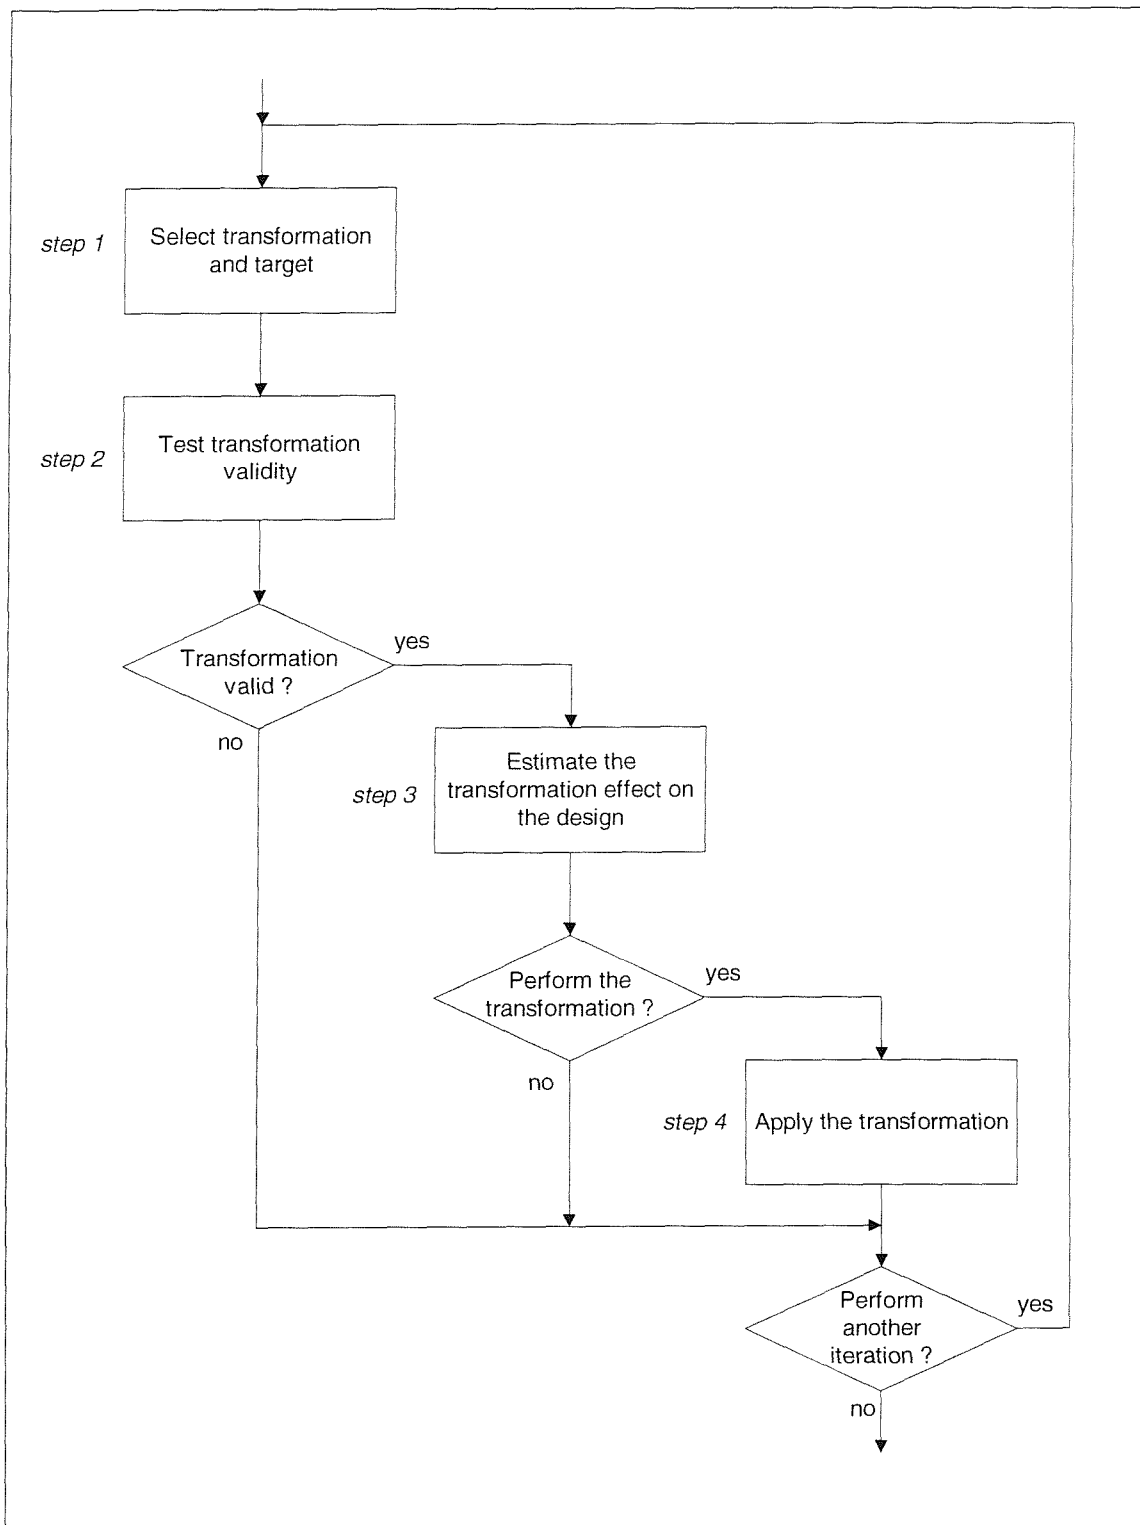 step 1
Select transformation
and target
step 2
Test transformation
validity
Transformation
valid ?
yes
no
step 3
Estimate the
transformation effect on
the design
Perform the
transformation ?
yes
no
step 4
Apply the transformation
Perform
another
iteration ?
yes
no